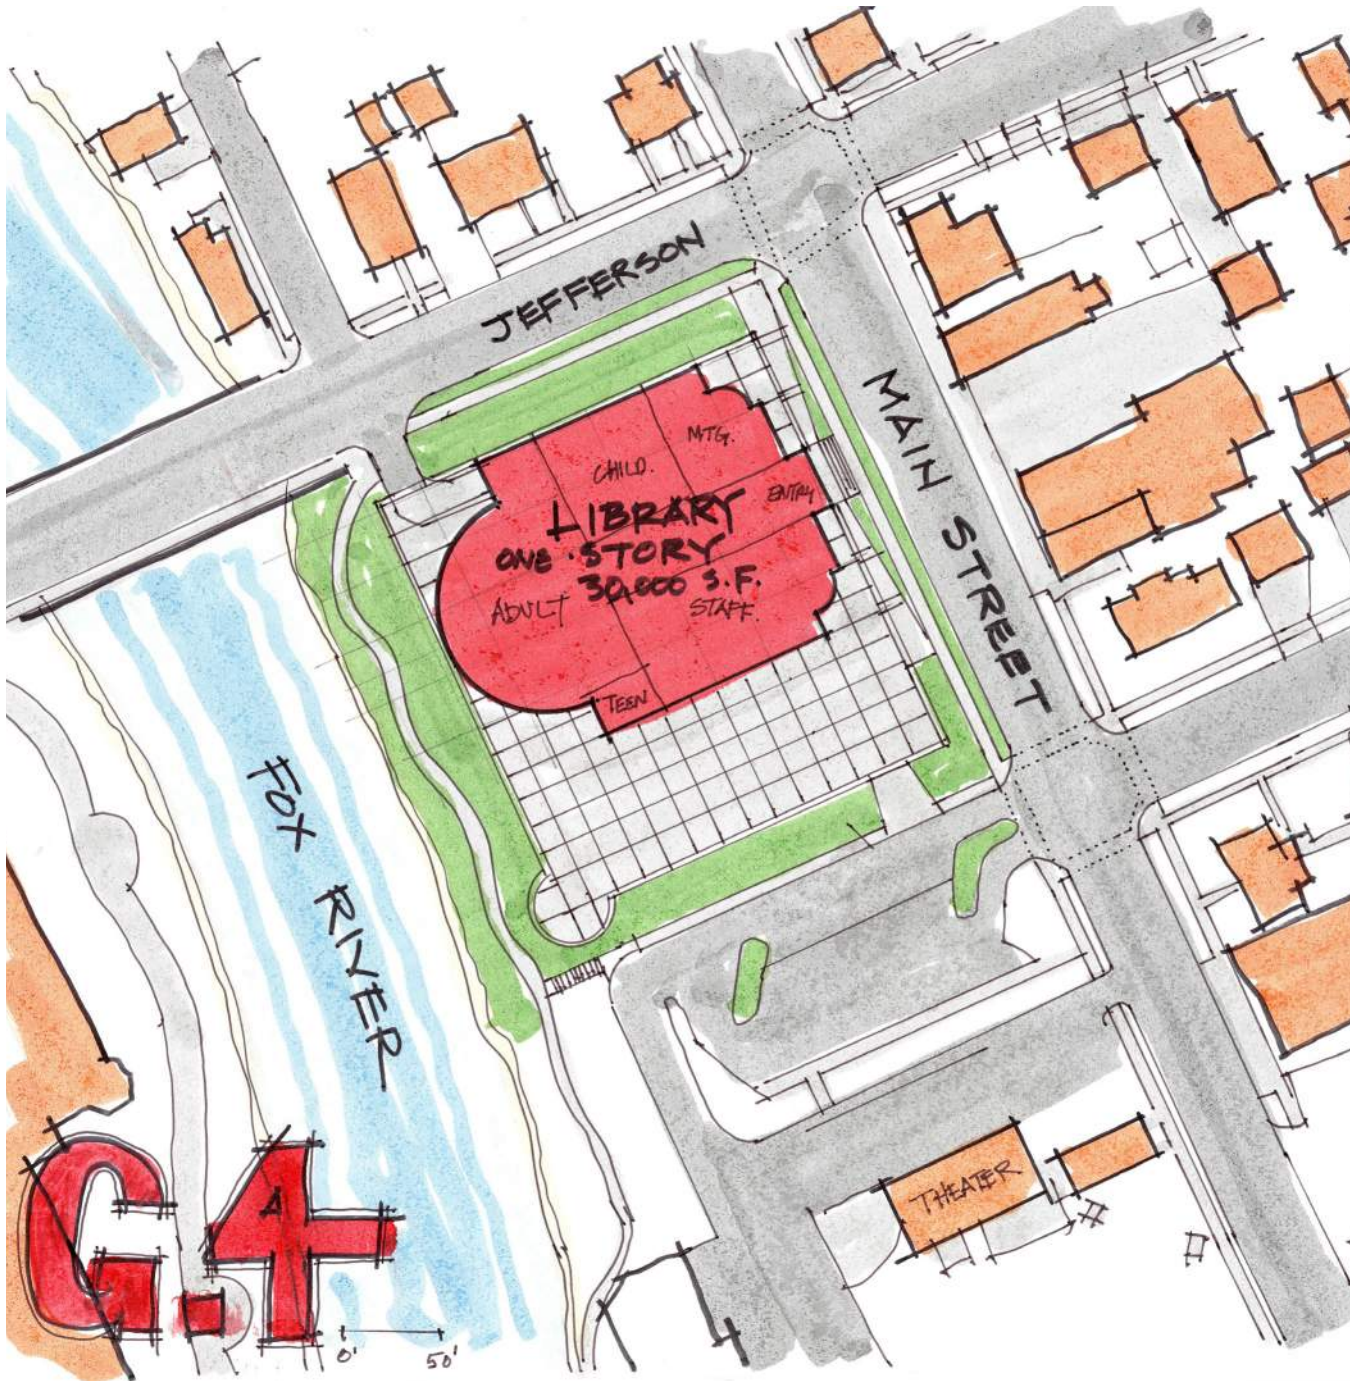 JEFFERSON
MAIN STREET
MTG.
CHILD.
ENTRY
LIBRARY
ONE STORY
30,000 S.F.
ADULT
STAFF.
TEEN
FOX RIVER
THEATER
G.4
0' 50'